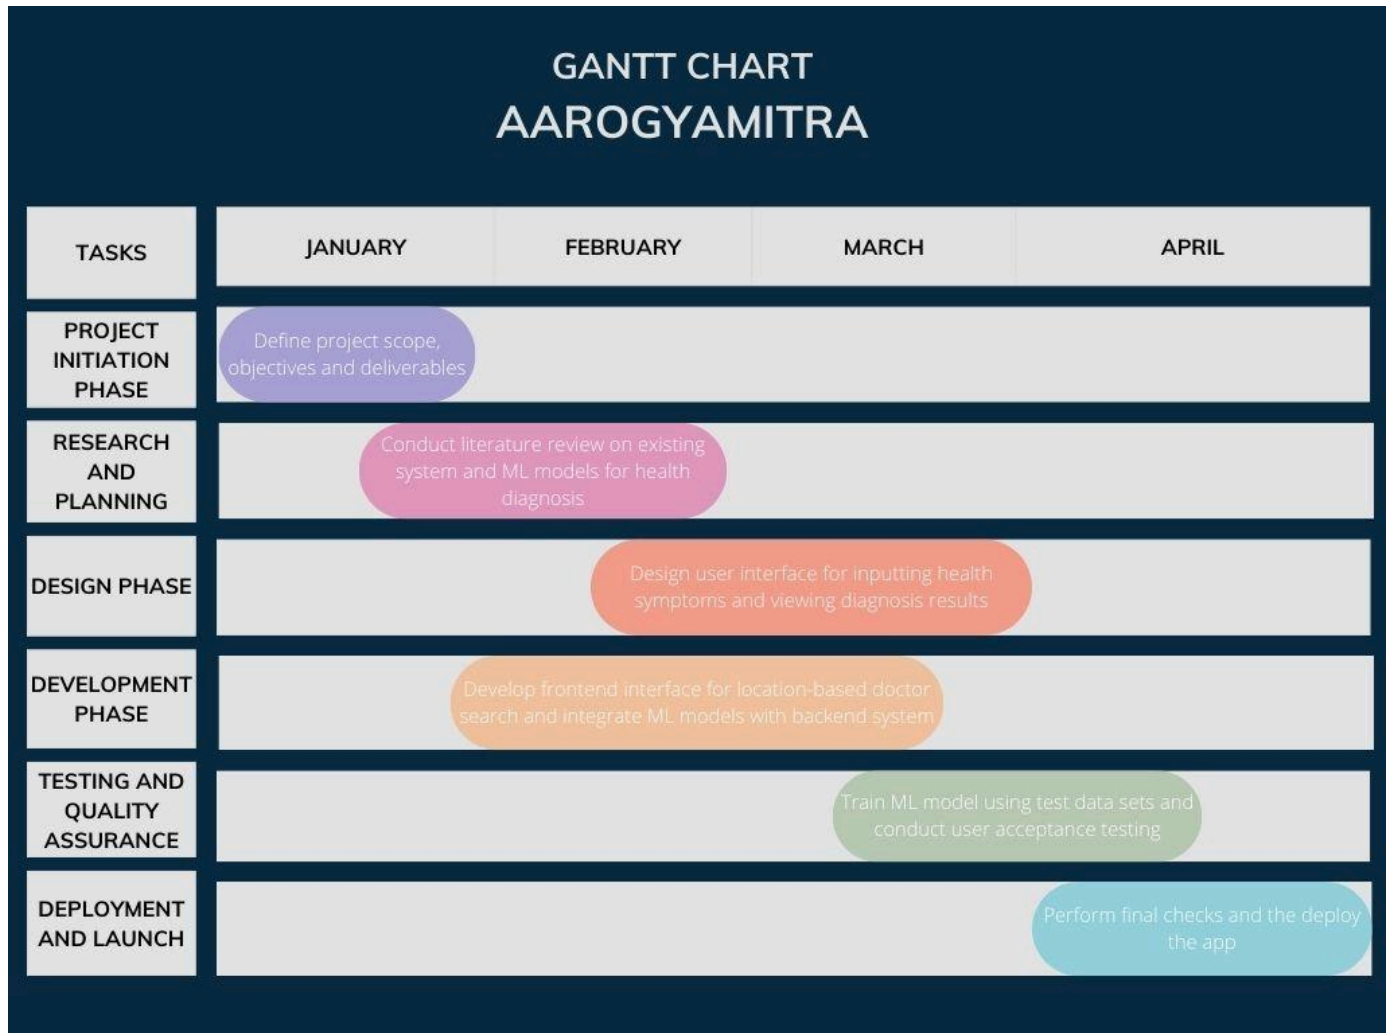 GANTT CHART
AAROGYAMITRA
TASKS
JANUARY
FEBRUARY
MARCH
APRIL
PROJECT
INITIATION
PHASE
Define project scope,
objectives and deliverables
RESEARCH
AND
PLANNING
Conduct literature review on existing
system and ML models for health
diagnosis
DESIGN PHASE
Design user interface for inputting health
symptoms and viewing diagnosis results
DEVELOPMENT
PHASE
Develop frontend interface for location-based doctor
search and integrate ML models with backend system
TESTING AND
QUALITY
ASSURANCE
Train ML model using test data sets and
conduct user acceptance testing
DEPLOYMENT
AND LAUNCH
Perform final checks and the deploy
the app